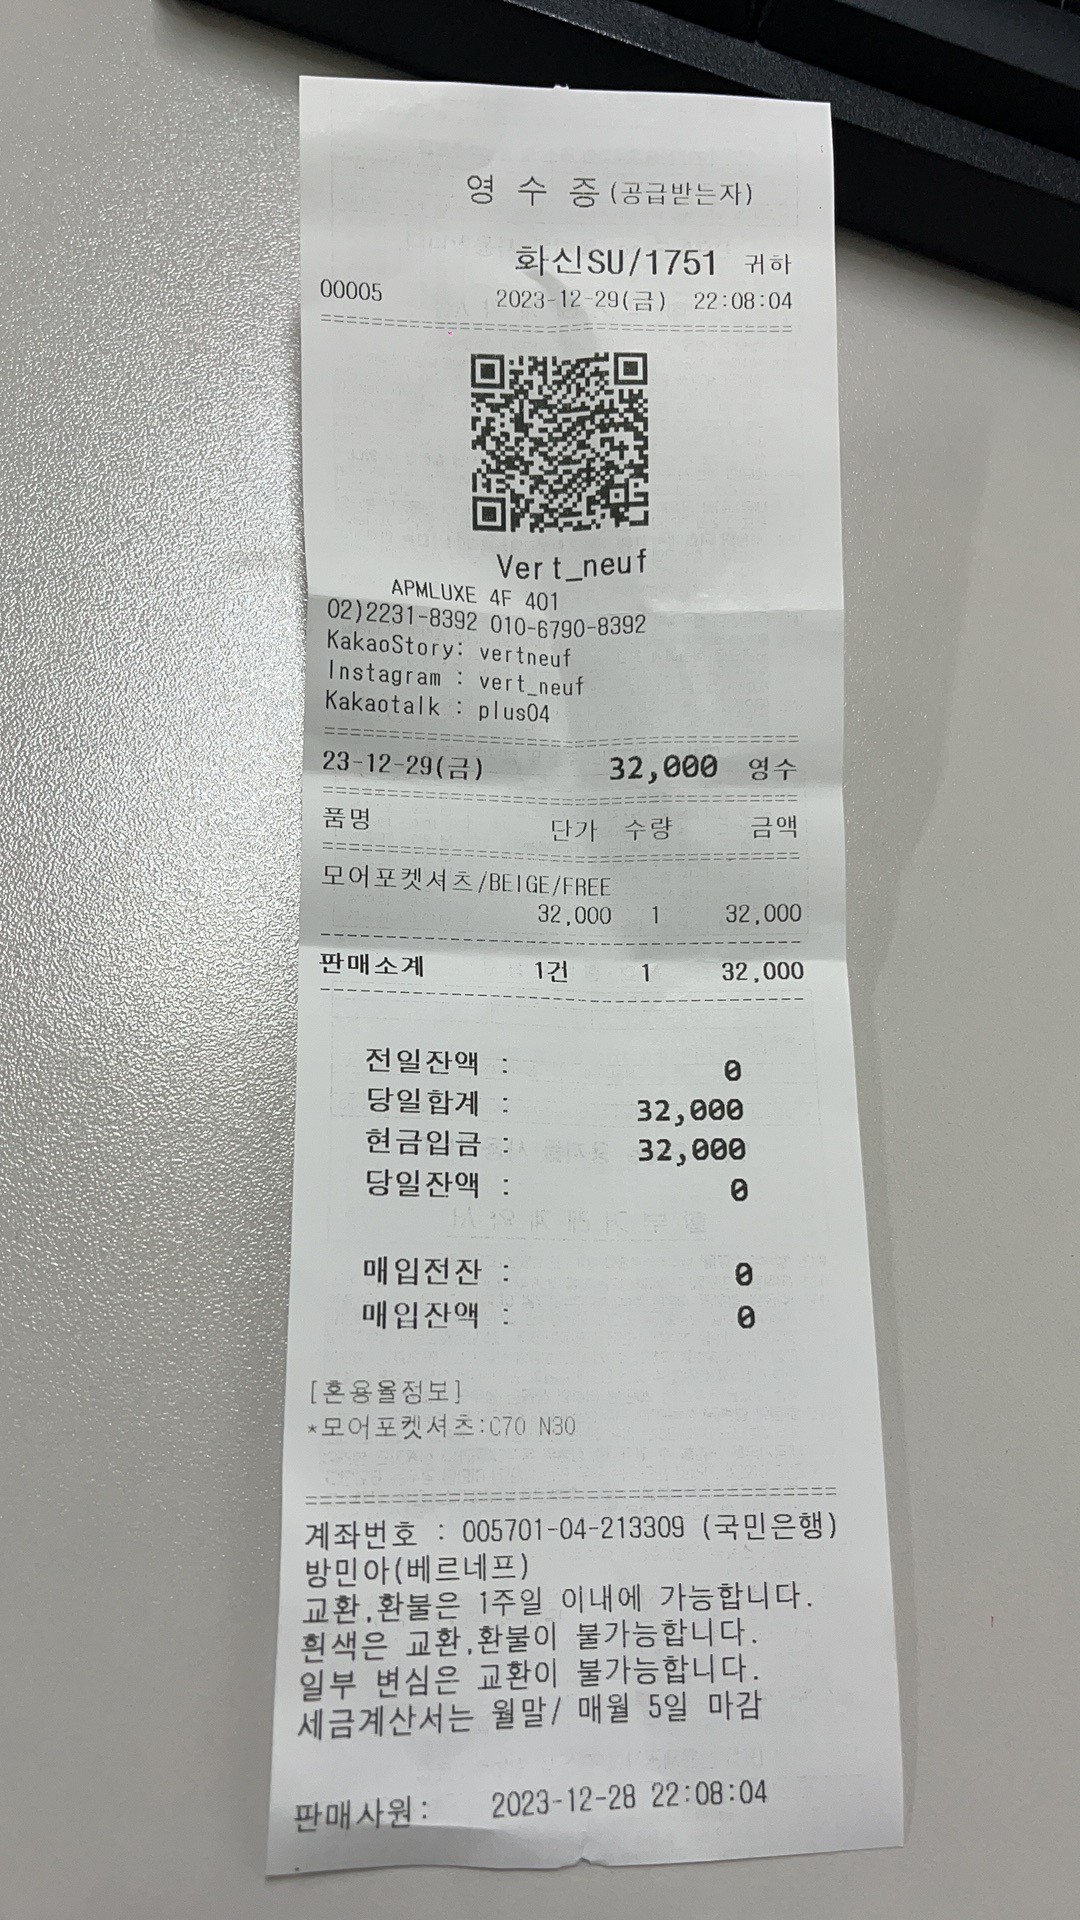 영 수 증(공급받는자)
화신SU/1751 귀하
00005 2023-12-29(금) 22:08:04
Vert_neuf
APMLUXE 4F 401
02)2231-8392 010-6790-8392
KakaoStory: vertneuf
Instagram : vert_neuf
Kakaotalk : plus04
23-12-29(금) 32,000 영수
품명 단가 수량 금액
모어포켓셔츠/BEIGE/FREE
32,000 1 32,000
판매소계 1건 1 32,000
전일잔액 : 0
당일합계 : 32,000
현금입금 : 32,000
당일잔액 : 0
매입전잔 : 0
매입잔액 : 0
[혼용율정보]
*모어포켓셔츠:C70 N30
계좌번호 : 005701-04-213309 (국민은행)
방민아(베르네프)
교환,환불은 1주일 이내에 가능합니다.
흰색은 교환,환불이 불가능합니다.
일부 변심은 교환이 불가능합니다.
세금계산서는 월말/ 매월 5일 마감
판매사원: 2023-12-28 22:08:04